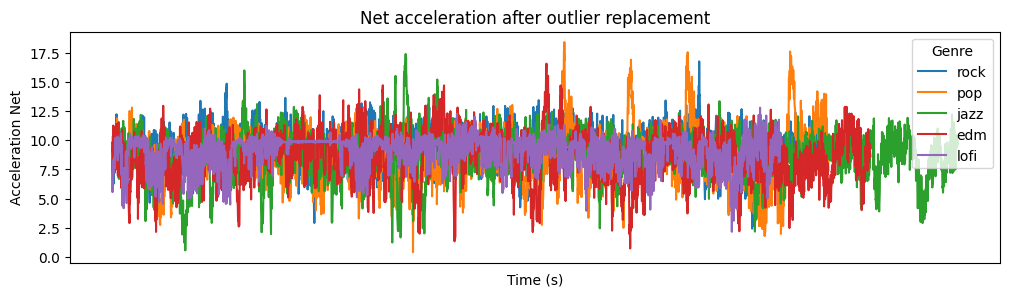 Net acceleration after outlier replacement
Acceleration Net
17.5
15.0
12.5
10.0
7.5
5.0
2.5
0.0
Time (s)
Genre
rock
pop
jazz
edm
lofi